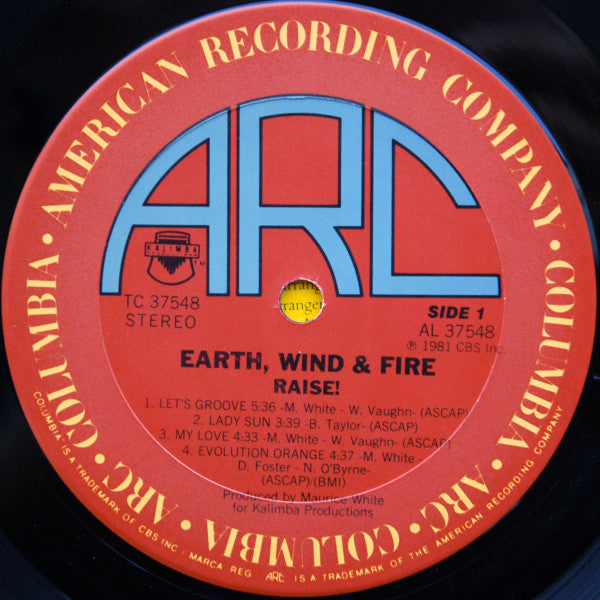 COLUMBIA • AMERICAN RECORDING COMPANY • COLUMBIA • ARC • COLUMBIA • ARC •
ARC
KALIMBA
TM
TC 37548
STEREO
arrang
tranger
SIDE 1
AL 37548
℗ 1981 CBS Inc.
EARTH, WIND & FIRE
RAISE!
1. LET'S GROOVE 5:36 -M. White - W. Vaughn- (ASCAP)
2. LADY SUN 3:39 -B. Taylor- (ASCAP)
3. MY LOVE 4:33 -M. White - W. Vaughn- (ASCAP)
4. EVOLUTION ORANGE 4:37 -M. White -
D. Foster - N. O'Byrne-
(ASCAP)/(BMI)
Produced by Maurice White
for Kalimba Productions
COLUMBIA IS A TRADEMARK OF CBS INC. MARCA REG ARC IS A TRADEMARK OF THE AMERICAN RECORDING COMPANY